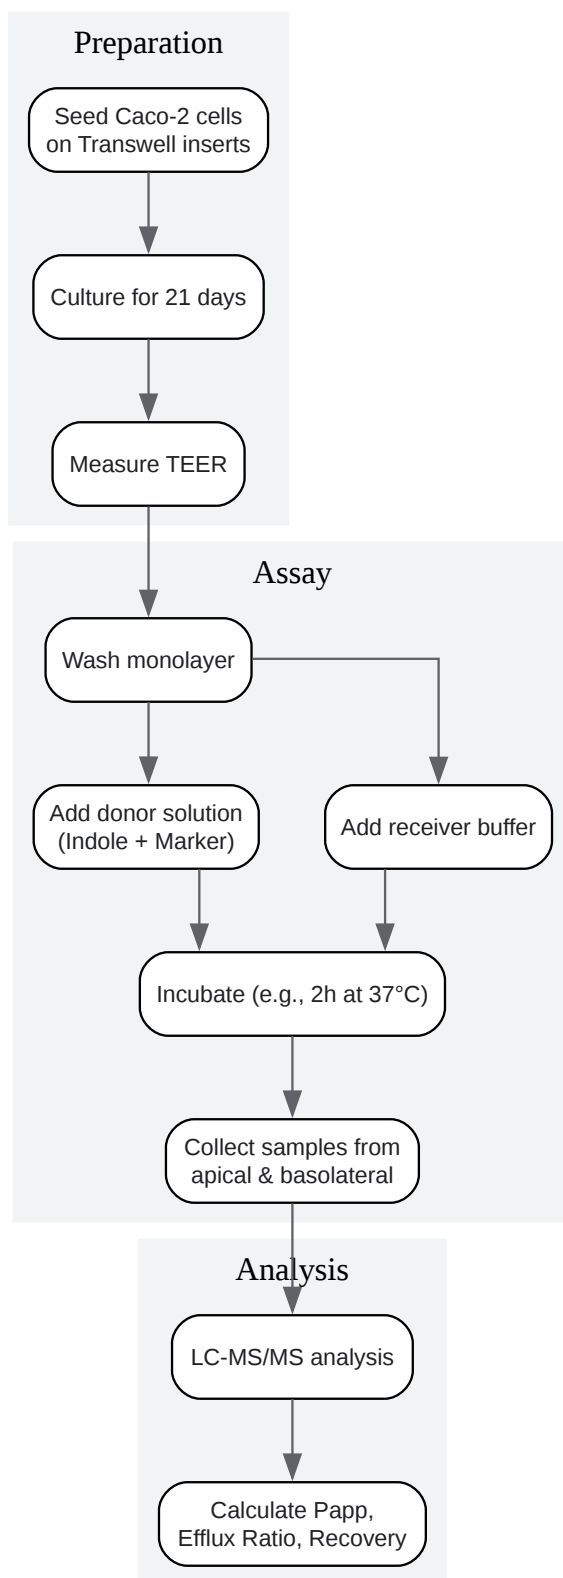 Preparation
Seed Caco-2 cells
on Transwell inserts
Culture for 21 days
Measure TEER
Assay
Wash monolayer
Add donor solution
(Indole + Marker)
Add receiver buffer
Incubate (e.g., 2h at 37°C)
Collect samples from
apical & basolateral
Analysis
LC-MS/MS analysis
Calculate Papp,
Efflux Ratio, Recovery